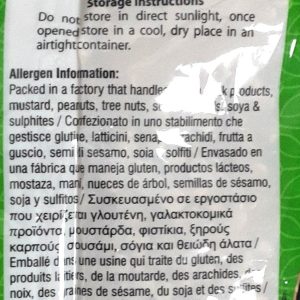 Storage Instructions
Do not store in direct sunlight, once
opened store in a cool, dry place in an
airtight container.
Allergen Information:
Packed in a factory that handles products,
mustard, peanuts, tree nuts, soya &
sulphites / Confezionato in uno stabilimento che
gestisce glutine, latticini, senape, arachidi, frutta a
guscio, semi di sesamo, soia e solfiti / Envasado en
una fábrica que maneja gluten, productos lácteos,
mostaza, maní, nueces de árbol, semillas de sésamo,
soja y sulfitos / Συσκευασμένο σε εργοστάσιο
που χειρίζεται γλουτένη, γαλακτοκομικά
προϊόντα μουστάρδα, φιστίκια, ξηρούς
καρπούς σουσάμι, σόγια και θειώδη άλατα /
Emballé dans une usine qui traite du gluten, des
produits laitiers, de la moutarde, des arachides, des
noix, des graines de sésame, du soja et des sulfites /